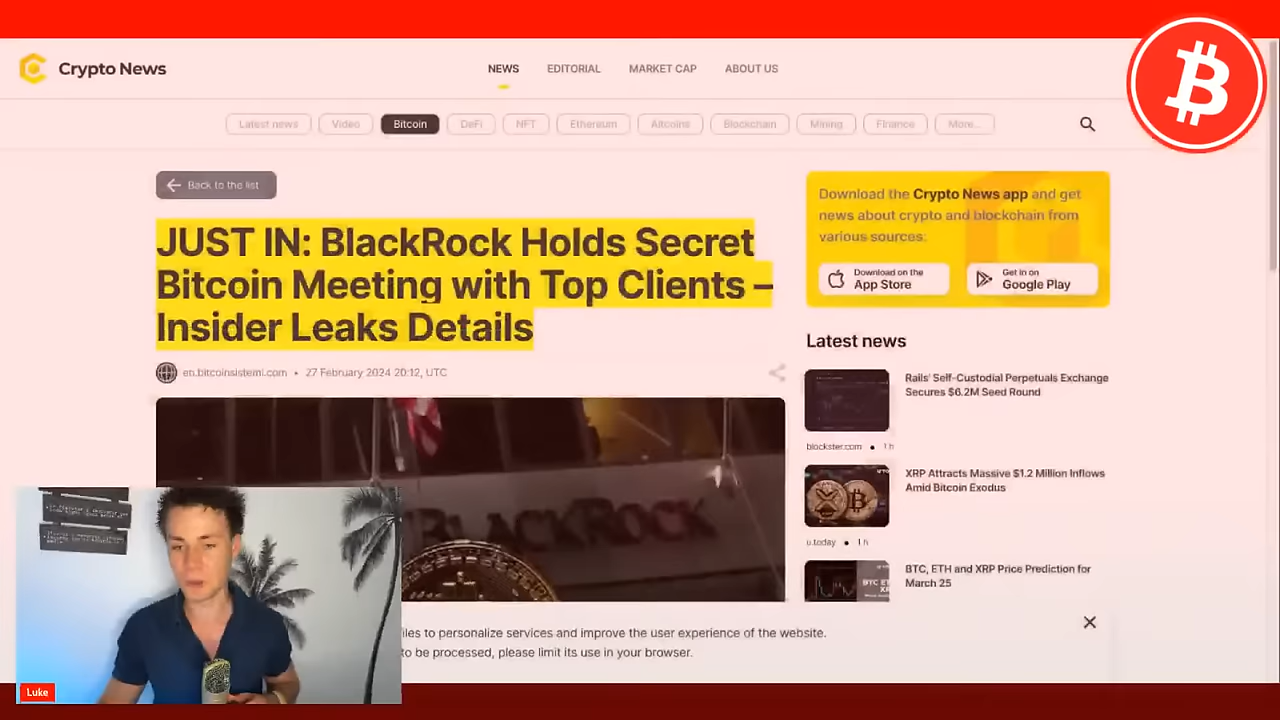 Crypto News
NEWS EDITORIAL MARKET CAP ABOUT US
Latest news Video Bitcoin DeFi NFT Ethereum Altcoins Blockchain Mining Finance More...
Back to the list
JUST IN: BlackRock Holds Secret
Bitcoin Meeting with Top Clients –
Insider Leaks Details
en.bitcoinsistemi.com • 27 February 2024 20:12, UTC
BLACKROCK
Download the Crypto News app and get
news about crypto and blockchain from
various sources:
Download on the
App Store
Get in on
Google Play
Latest news
Rails' Self-Custodial Perpetuals Exchange
Secures $6.2M Seed Round
blockster.com • 1 h
XRP Attracts Massive $1.2 Million Inflows
Amid Bitcoin Exodus
u.today • 1 h
BTC, ETH and XRP Price Prediction for
March 25
iles to personalize services and improve the user experience of the website.
to be processed, please limit its use in your browser.
Luke